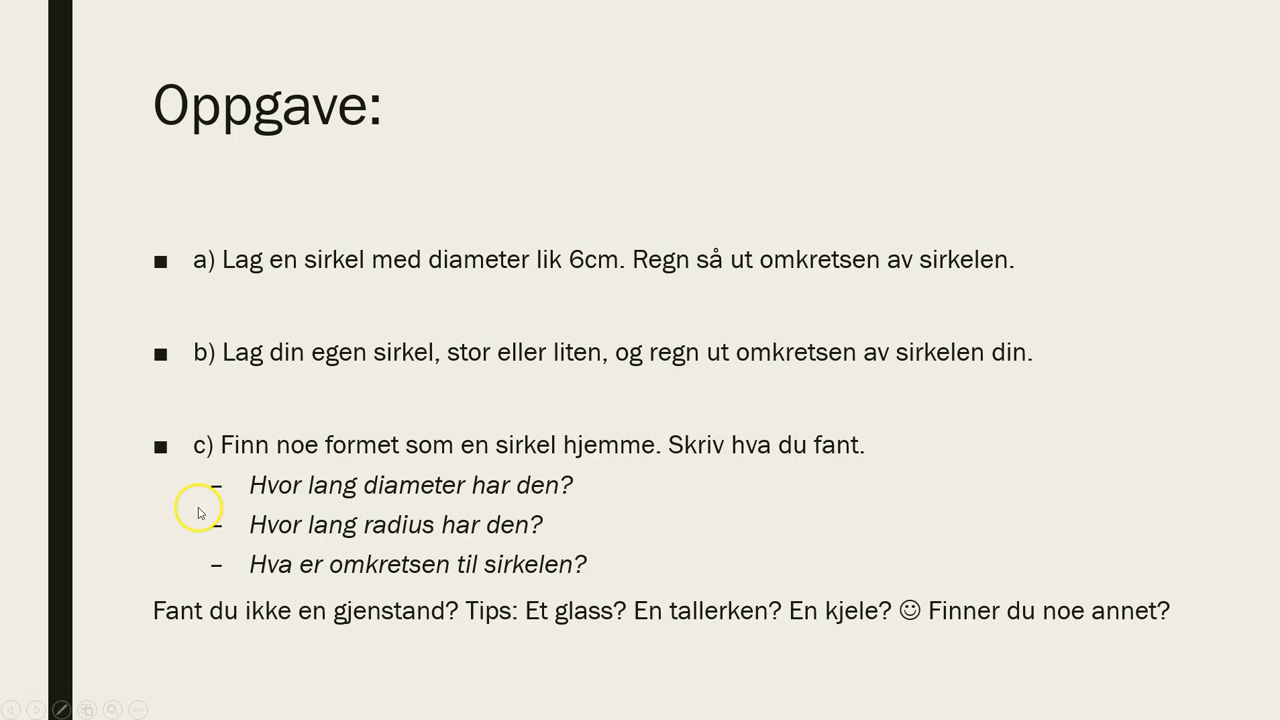 Oppgave:
a) Lag en sirkel med diameter lik 6cm. Regn så ut omkretsen av sirkelen.
b) Lag din egen sirkel, stor eller liten, og regn ut omkretsen av sirkelen din.
c) Finn noe formet som en sirkel hjemme. Skriv hva du fant.
– Hvor lang diameter har den?
– Hvor lang radius har den?
– Hva er omkretsen til sirkelen?
Fant du ikke en gjenstand? Tips: Et glass? En tallerken? En kjele? ☺ Finner du noe annet?